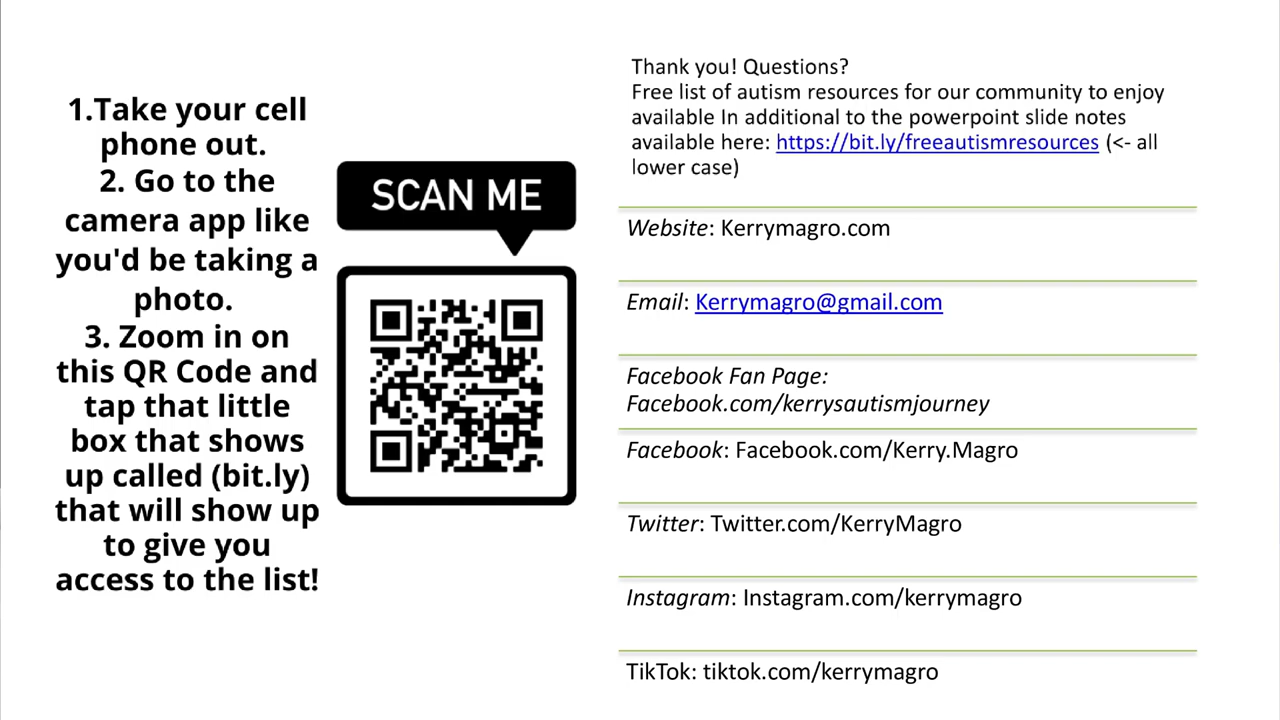 1.Take your cell
phone out.
2. Go to the
camera app like
you'd be taking a
photo.
3. Zoom in on
this QR Code and
tap that little
box that shows
up called (bit.ly)
that will show up
to give you
access to the list!
SCAN ME
Thank you! Questions?
Free list of autism resources for our community to enjoy
available In additional to the powerpoint slide notes
available here: https://bit.ly/freeautismresources (<- all
lower case)
Website: Kerrymagro.com
Email: Kerrymagro@gmail.com
Facebook Fan Page:
Facebook.com/kerrysautismjourney
Facebook: Facebook.com/Kerry.Magro
Twitter: Twitter.com/KerryMagro
Instagram: Instagram.com/kerrymagro
TikTok: tiktok.com/kerrymagro